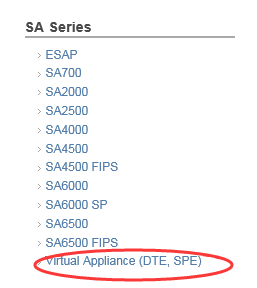 SA Series
ESAP
SA700
SA2000
SA2500
SA4000
SA4500
SA4500 FIPS
SA6000
SA6000 SP
SA6500
SA6500 FIPS
Virtual Appliance (DTE, SPE)